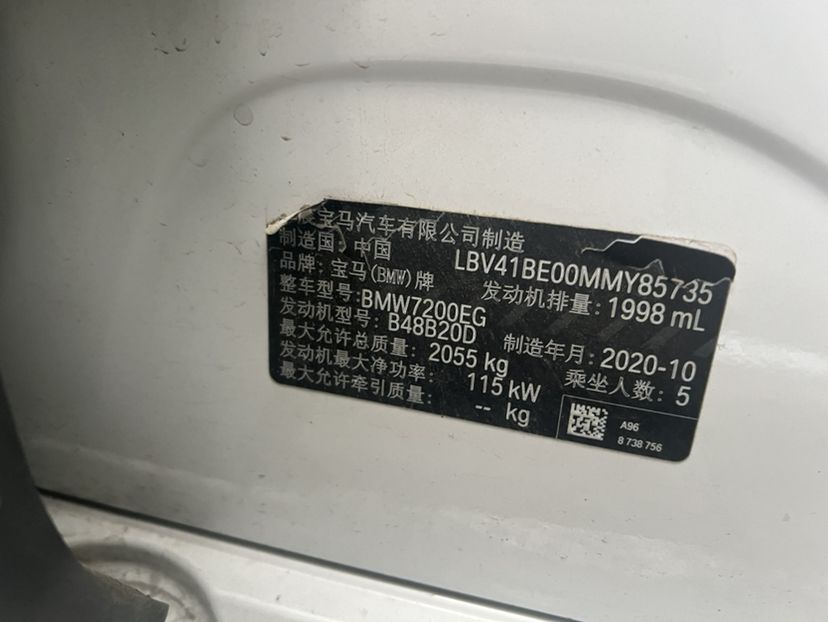 宝马汽车有限公司制造
制造国：中国 LBV41BE00MMY85735
品牌：宝马(BMW)牌 发动机排量：1998 mL
整车型号：BMW7200EG
发动机型号：B48B20D 制造年月：2020-10
最大允许总质量：2055 kg 乘坐人数：5
发动机最大净功率：115 kW
最大允许牵引质量：-- kg
A96
8 738 756